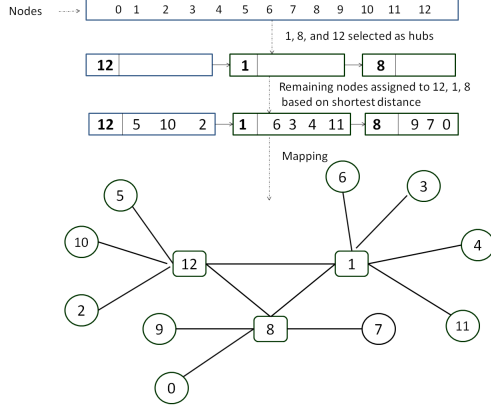 Nodes 0 1 2 3 4 5 6 7 8 9 10 11 12
1, 8, and 12 selected as hubs
12 1 8
Remaining nodes assigned to 12, 1, 8
based on shortest distance
12 5 10 2 1 6 3 4 11 8 9 7 0
Mapping
6
3
5
10
4
12
1
2
9
8
7
11
0